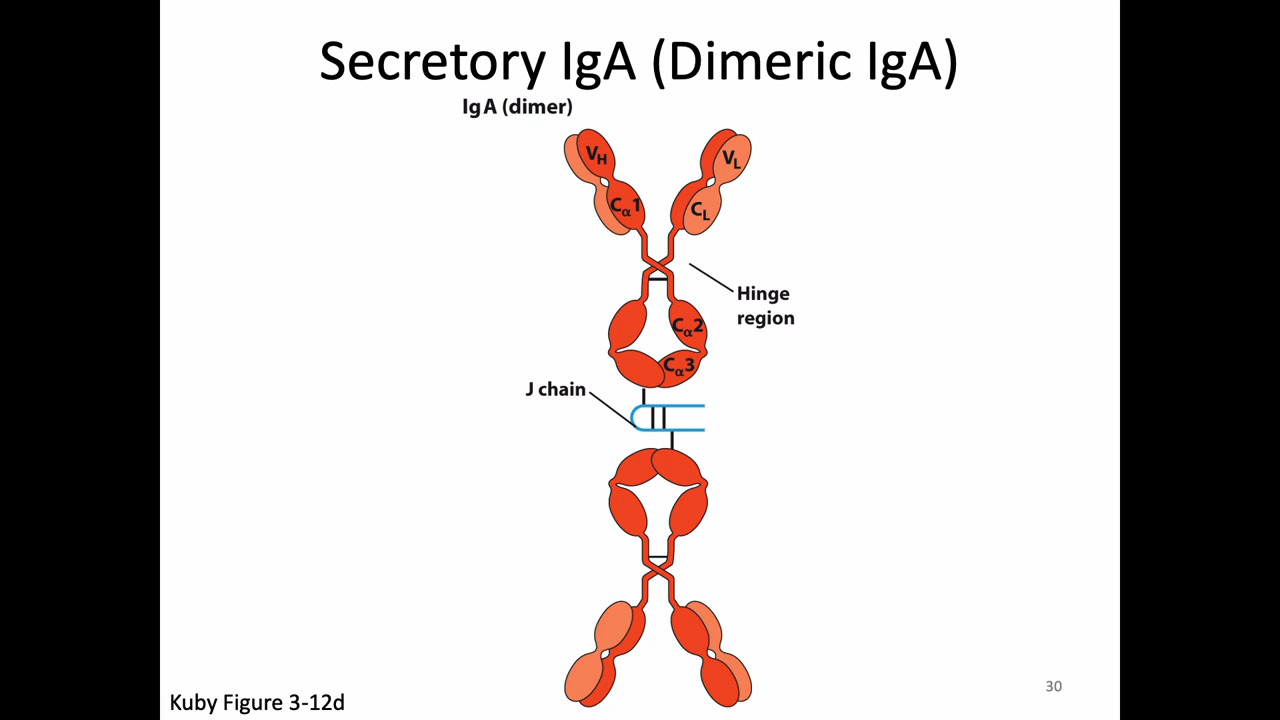 Secretory IgA (Dimeric IgA)
IgA (dimer)
VH
VL
Cα1
CL
Hinge
region
Cα2
Cα3
J chain
30
Kuby Figure 3-12d